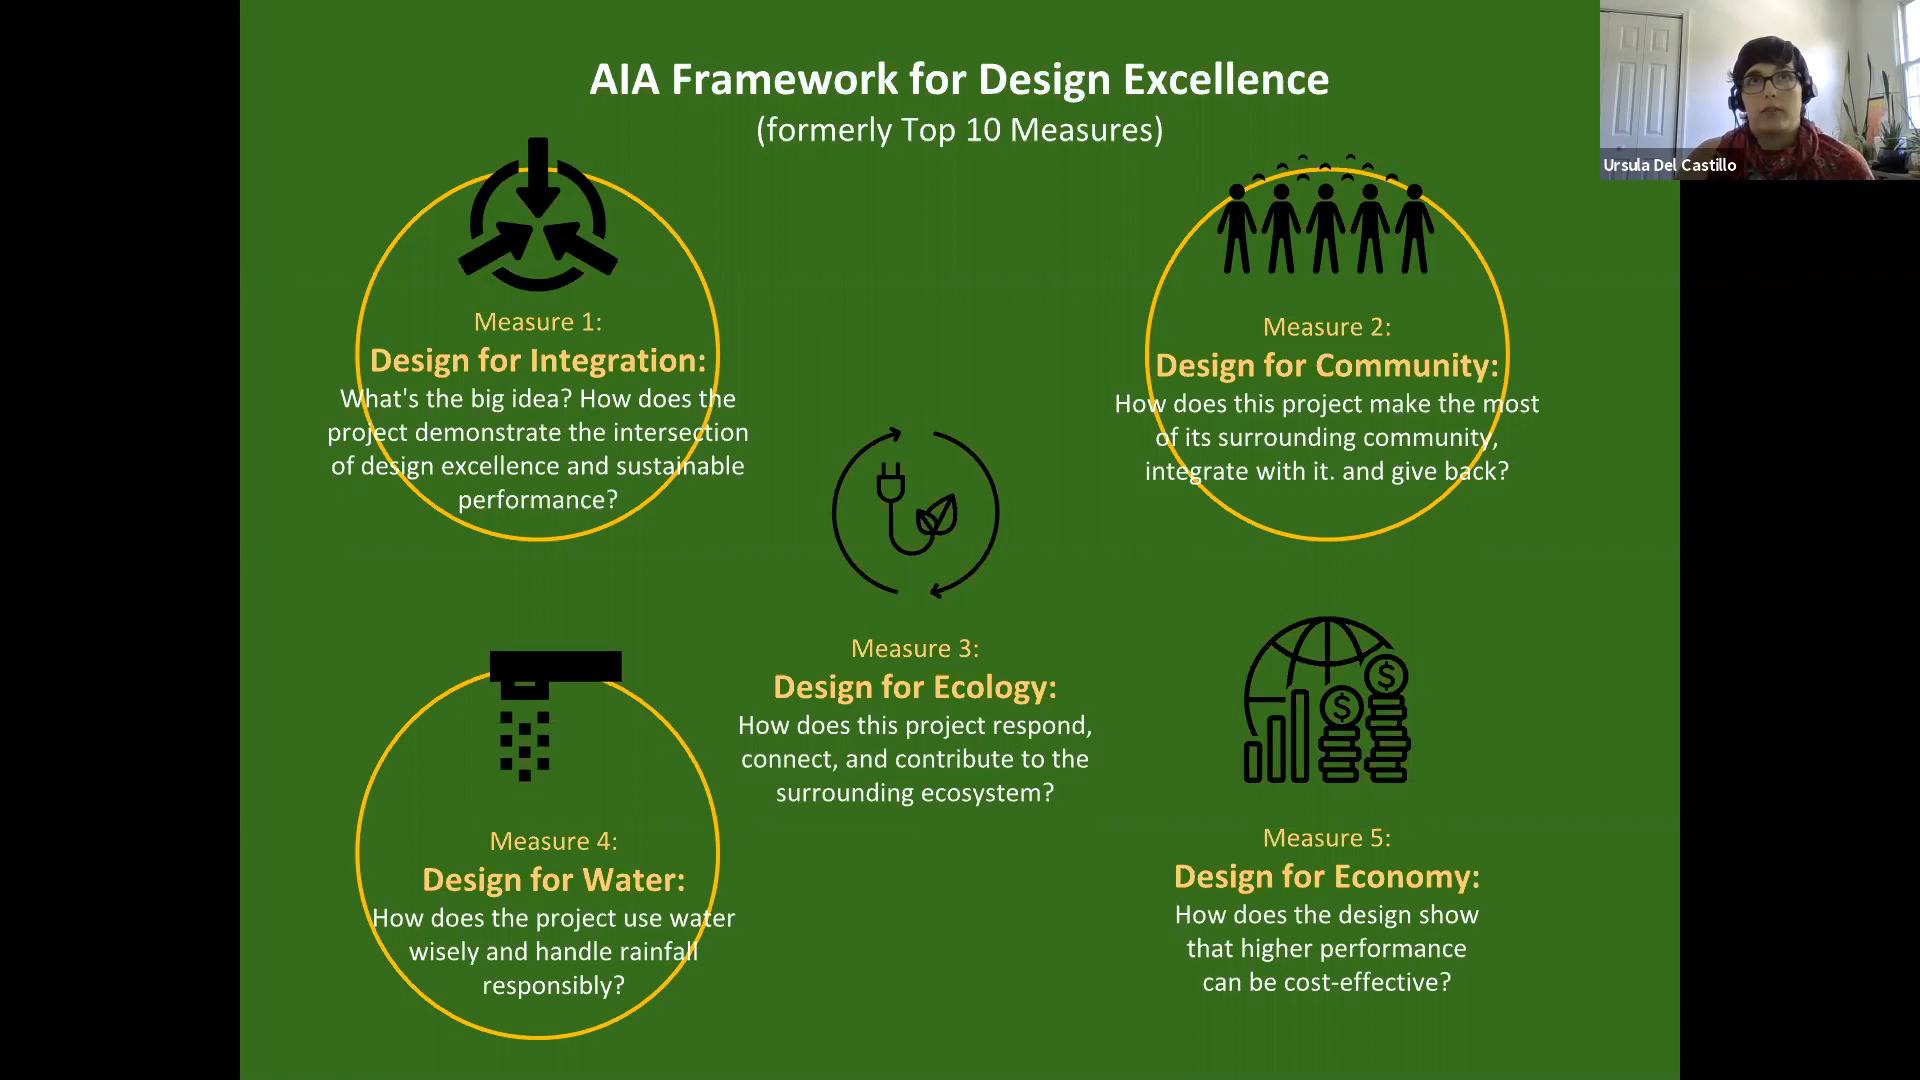 AIA Framework for Design Excellence
(formerly Top 10 Measures)
Ursula Del Castillo
Measure 1:
Design for Integration:
What's the big idea? How does the
project demonstrate the intersection
of design excellence and sustainable
performance?
Measure 2:
Design for Community:
How does this project make the most
of its surrounding community,
integrate with it. and give back?
Measure 3:
Design for Ecology:
How does this project respond,
connect, and contribute to the
surrounding ecosystem?
Measure 4:
Design for Water:
How does the project use water
wisely and handle rainfall
responsibly?
$
$
Measure 5:
Design for Economy:
How does the design show
that higher performance
can be cost-effective?